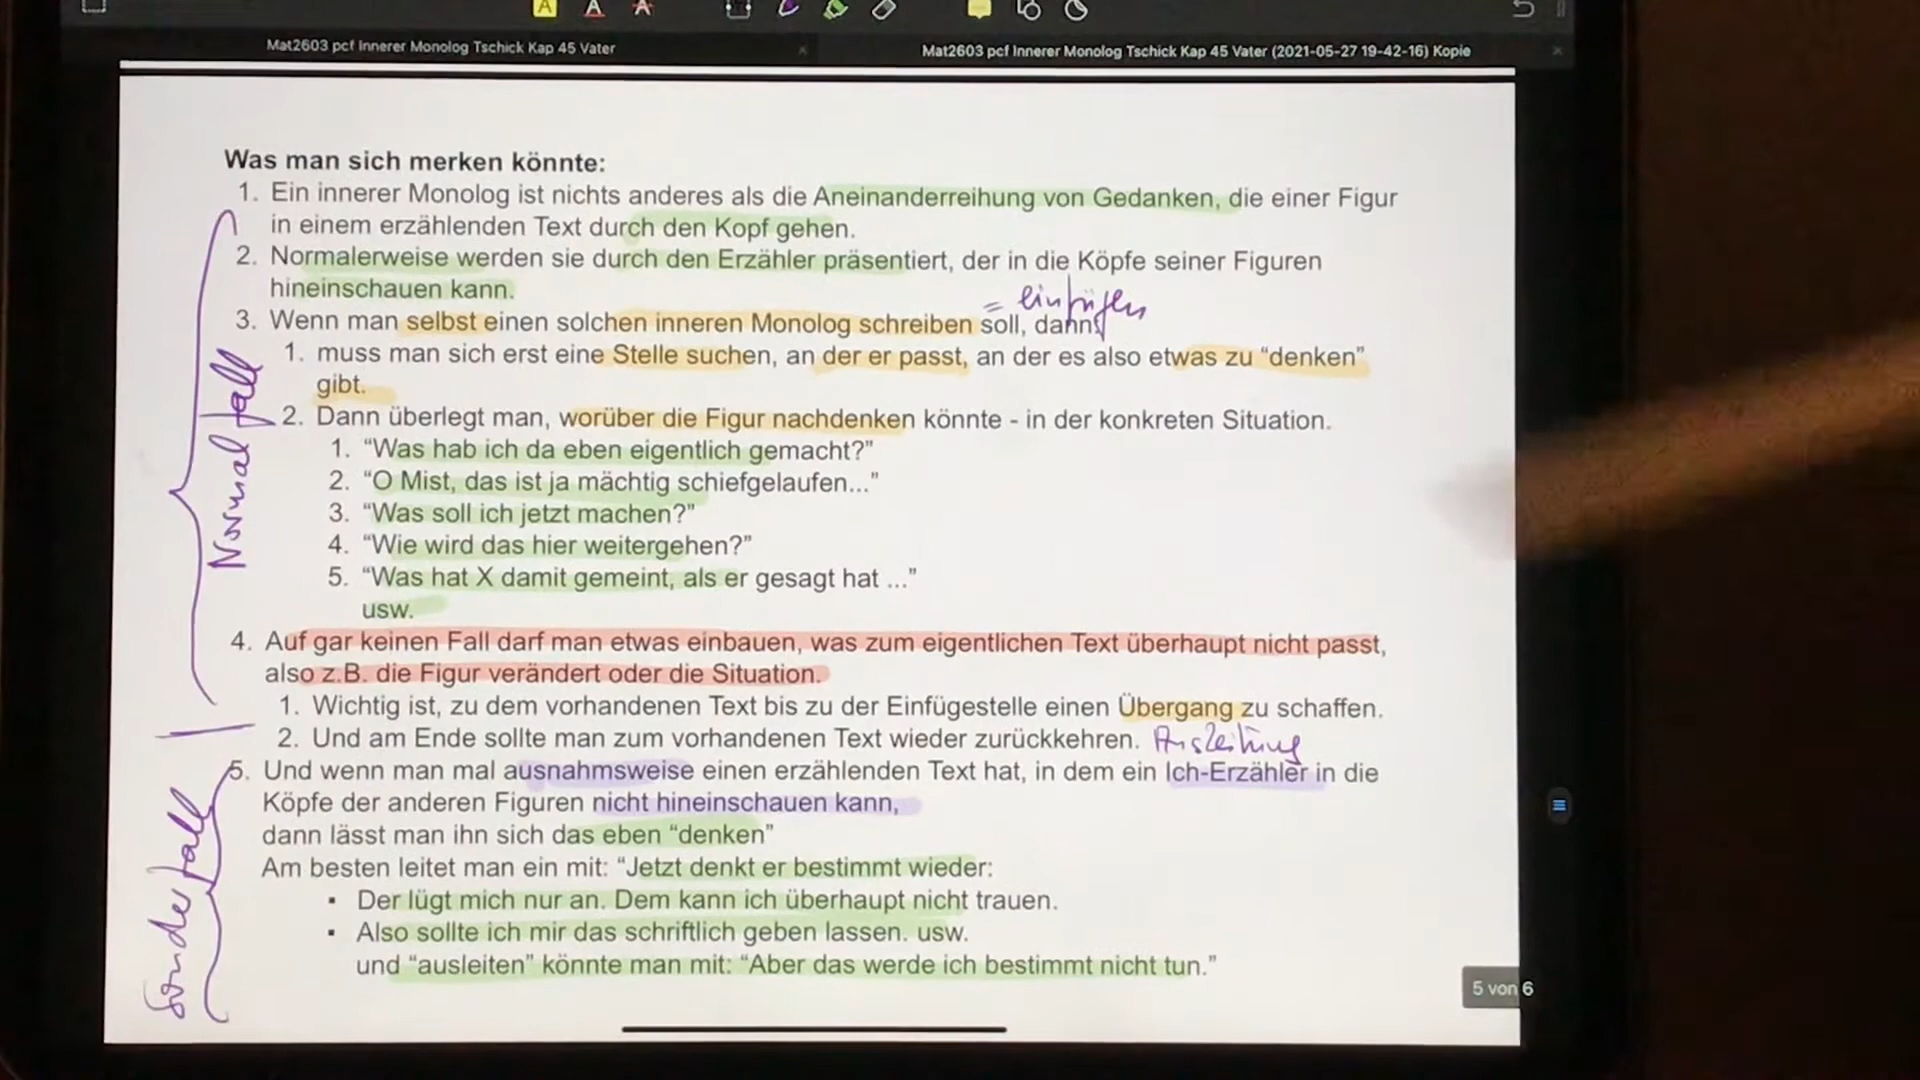 Mat2603 pcf Innerer Monolog Tschick Kap 45 Vater
Mat2603 pcf Innerer Monolog Tschick Kap 45 Vater (2021-05-27 19-42-16) Kopie
Was man sich merken könnte:
1. Ein innerer Monolog ist nichts anderes als die Aneinanderreihung von Gedanken, die einer Figur
in einem erzählenden Text durch den Kopf gehen.
2. Normalerweise werden sie durch den Erzähler präsentiert, der in die Köpfe seiner Figuren
hineinschauen kann.
= einfügen
3. Wenn man selbst einen solchen inneren Monolog schreiben soll, dann
1. muss man sich erst eine Stelle suchen, an der er passt, an der es also etwas zu “denken”
gibt.
2. Dann überlegt man, worüber die Figur nachdenken könnte - in der konkreten Situation.
1. “Was hab ich da eben eigentlich gemacht?”
2. “O Mist, das ist ja mächtig schiefgelaufen...”
3. “Was soll ich jetzt machen?”
4. “Wie wird das hier weitergehen?”
5. “Was hat X damit gemeint, als er gesagt hat ...”
usw.
Normalfall
4. Auf gar keinen Fall darf man etwas einbauen, was zum eigentlichen Text überhaupt nicht passt,
also z.B. die Figur verändert oder die Situation.
1. Wichtig ist, zu dem vorhandenen Text bis zu der Einfügestelle einen Übergang zu schaffen.
2. Und am Ende sollte man zum vorhandenen Text wieder zurückkehren. Ausleitung
5. Und wenn man mal ausnahmsweise einen erzählenden Text hat, in dem ein Ich-Erzähler in die
Köpfe der anderen Figuren nicht hineinschauen kann,
dann lässt man ihn sich das eben “denken”
Am besten leitet man ein mit: “Jetzt denkt er bestimmt wieder:
▪ Der lügt mich nur an. Dem kann ich überhaupt nicht trauen.
▪ Also sollte ich mir das schriftlich geben lassen. usw.
und “ausleiten” könnte man mit: “Aber das werde ich bestimmt nicht tun.”
Sonderfall
5 von 6